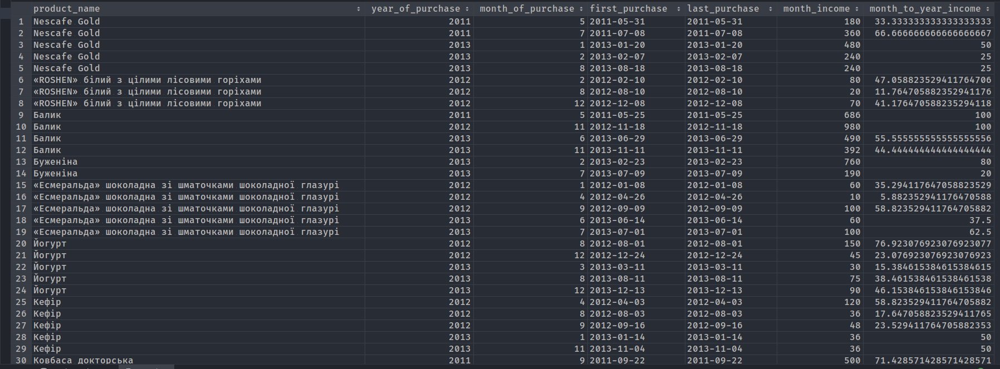 product_name year_of_purchase month_of_purchase first_purchase last_purchase month_income month_to_year_income
1 Nescafe Gold 2011 5 2011-05-31 2011-05-31 180 33.3333333333333333
2 Nescafe Gold 2011 7 2011-07-08 2011-07-08 360 66.6666666666666667
3 Nescafe Gold 2013 1 2013-01-20 2013-01-20 480 50
4 Nescafe Gold 2013 2 2013-02-07 2013-02-07 240 25
5 Nescafe Gold 2013 8 2013-08-18 2013-08-18 240 25
6 «ROSHEN» білий з цілими лісовими горіхами 2012 2 2012-02-10 2012-02-10 80 47.058823529411764706
7 «ROSHEN» білий з цілими лісовими горіхами 2012 8 2012-08-10 2012-08-10 20 11.7647058823529411765
8 «ROSHEN» білий з цілими лісовими горіхами 2012 12 2012-12-08 2012-12-08 70 41.176470588235294118
9 Балик 2011 5 2011-05-25 2011-05-25 686 100
10 Балик 2012 11 2012-11-18 2012-11-18 980 100
11 Балик 2013 6 2013-06-29 2013-06-29 490 55.555555555555555556
12 Балик 2013 11 2013-11-11 2013-11-11 392 44.444444444444444444
13 Буженіна 2013 2 2013-02-23 2013-02-23 760 80
14 Буженіна 2013 7 2013-07-09 2013-07-09 190 20
15 «Есмеральда» шоколадна зі шматочками шоколадної глазурі 2012 1 2012-01-08 2012-01-08 60 35.294117647058823529
16 «Есмеральда» шоколадна зі шматочками шоколадної глазурі 2012 4 2012-04-26 2012-04-26 10 5.882352941176470588
17 «Есмеральда» шоколадна зі шматочками шоколадної глазурі 2012 9 2012-09-09 2012-09-09 100 58.823529411764705882
18 «Есмеральда» шоколадна зі шматочками шоколадної глазурі 2013 6 2013-06-14 2013-06-14 60 37.5
19 «Есмеральда» шоколадна зі шматочками шоколадної глазурі 2013 7 2013-07-01 2013-07-01 100 62.5
20 Йогурт 2012 8 2012-08-01 2012-08-01 150 76.923076923076923077
21 Йогурт 2012 12 2012-12-24 2012-12-24 45 23.076923076923076923
22 Йогурт 2013 3 2013-03-11 2013-03-11 30 15.384615384615384615
23 Йогурт 2013 8 2013-08-11 2013-08-11 75 38.461538461538461538
24 Йогурт 2013 12 2013-12-13 2013-12-13 90 46.153846153846153846
25 Кефір 2012 4 2012-04-03 2012-04-03 120 58.823529411764705882
26 Кефір 2012 8 2012-08-03 2012-08-03 36 17.647058823529411765
27 Кефір 2012 9 2012-09-16 2012-09-16 48 23.529411764705882353
28 Кефір 2013 1 2013-01-14 2013-01-14 36 50
29 Кефір 2013 11 2013-11-04 2013-11-04 36 50
30 Ковбаса докторська 2011 9 2011-09-22 2011-09-22 500 71.428571428571428571